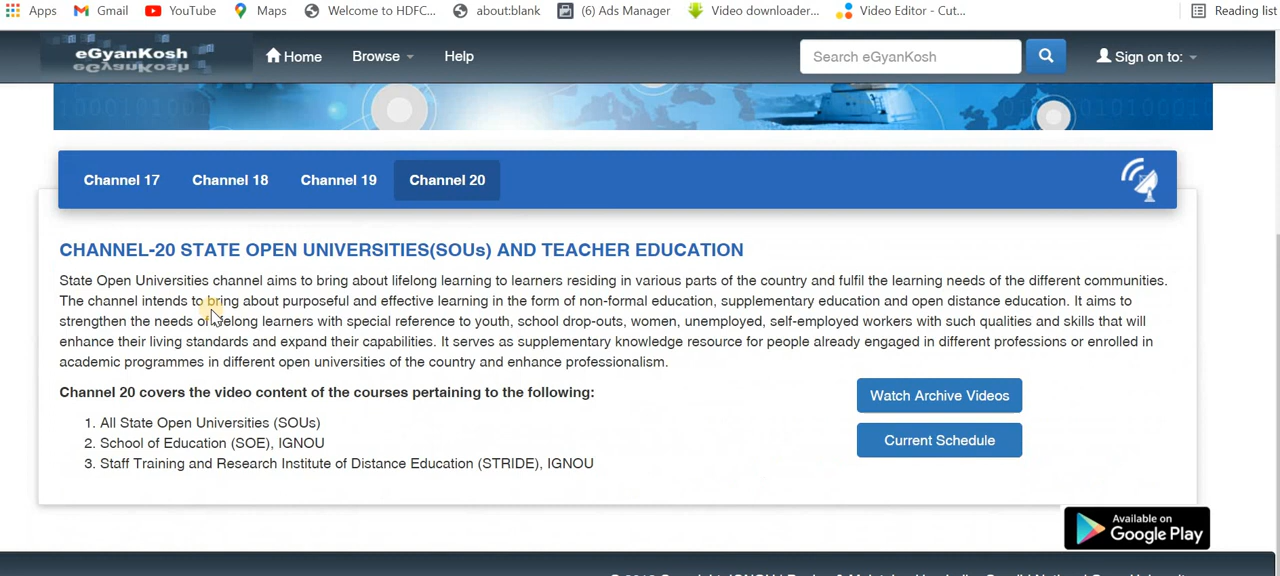 Apps Gmail YouTube Maps Welcome to HDFC... about:blank (6) Ads Manager Video downloader... Video Editor - Cut... Reading list
eGyanKosh Home Browse Help Search eGyanKosh Sign on to:
Channel 17 Channel 18 Channel 19 Channel 20
CHANNEL-20 STATE OPEN UNIVERSITIES(SOUs) AND TEACHER EDUCATION
State Open Universities channel aims to bring about lifelong learning to learners residing in various parts of the country and fulfil the learning needs of the different communities.
The channel intends to bring about purposeful and effective learning in the form of non-formal education, supplementary education and open distance education. It aims to
strengthen the needs of lifelong learners with special reference to youth, school drop-outs, women, unemployed, self-employed workers with such qualities and skills that will
enhance their living standards and expand their capabilities. It serves as supplementary knowledge resource for people already engaged in different professions or enrolled in
academic programmes in different open universities of the country and enhance professionalism.
Channel 20 covers the video content of the courses pertaining to the following:
1. All State Open Universities (SOUs)
2. School of Education (SOE), IGNOU
3. Staff Training and Research Institute of Distance Education (STRIDE), IGNOU
Watch Archive Videos
Current Schedule
Available on
Google Play